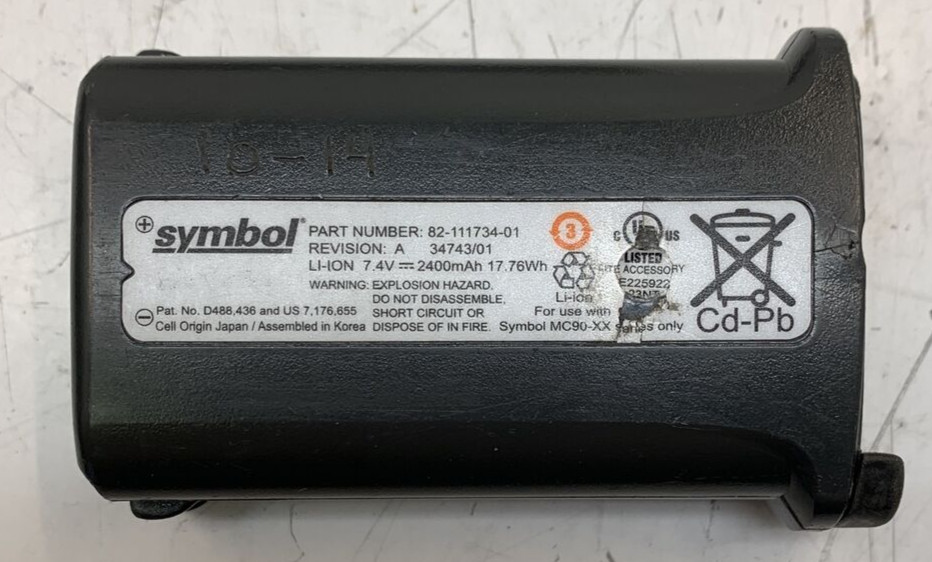 18-14
symbol®
PART NUMBER: 82-111734-01
REVISION: A 34743/01
LI-ION 7.4V 2400mAh 17.76Wh
WARNING: EXPLOSION HAZARD.
DO NOT DISASSEMBLE,
SHORT CIRCUIT OR
DISPOSE OF IN FIRE.
Pat. No. D488,436 and US 7,176,655
Cell Origin Japan / Assembled in Korea
3
Li-ion
C UL US
LISTED
ITE ACCESSORY
E225922
For use with
Symbol MC90-XX series only
Cd-Pb